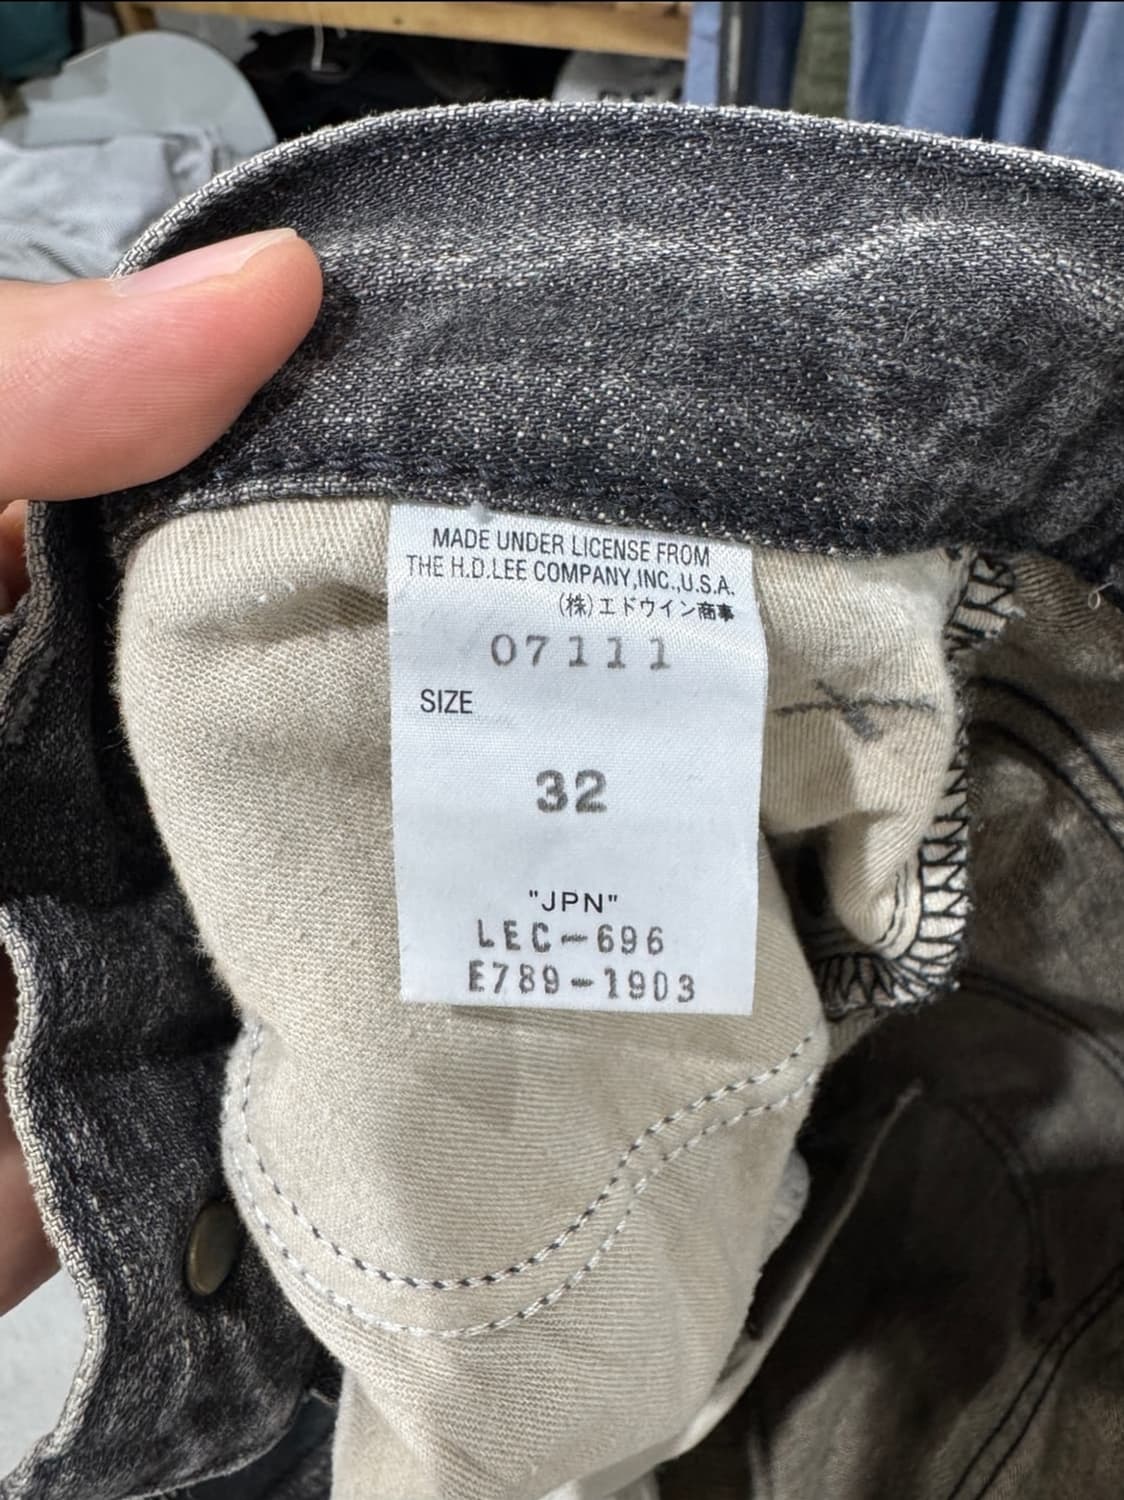 MADE UNDER LICENSE FROM
THE H.D.LEE COMPANY,INC.,U.S.A.
(株)エドウイン商事
07111
SIZE
32
"JPN"
LEC-696
E789-1903